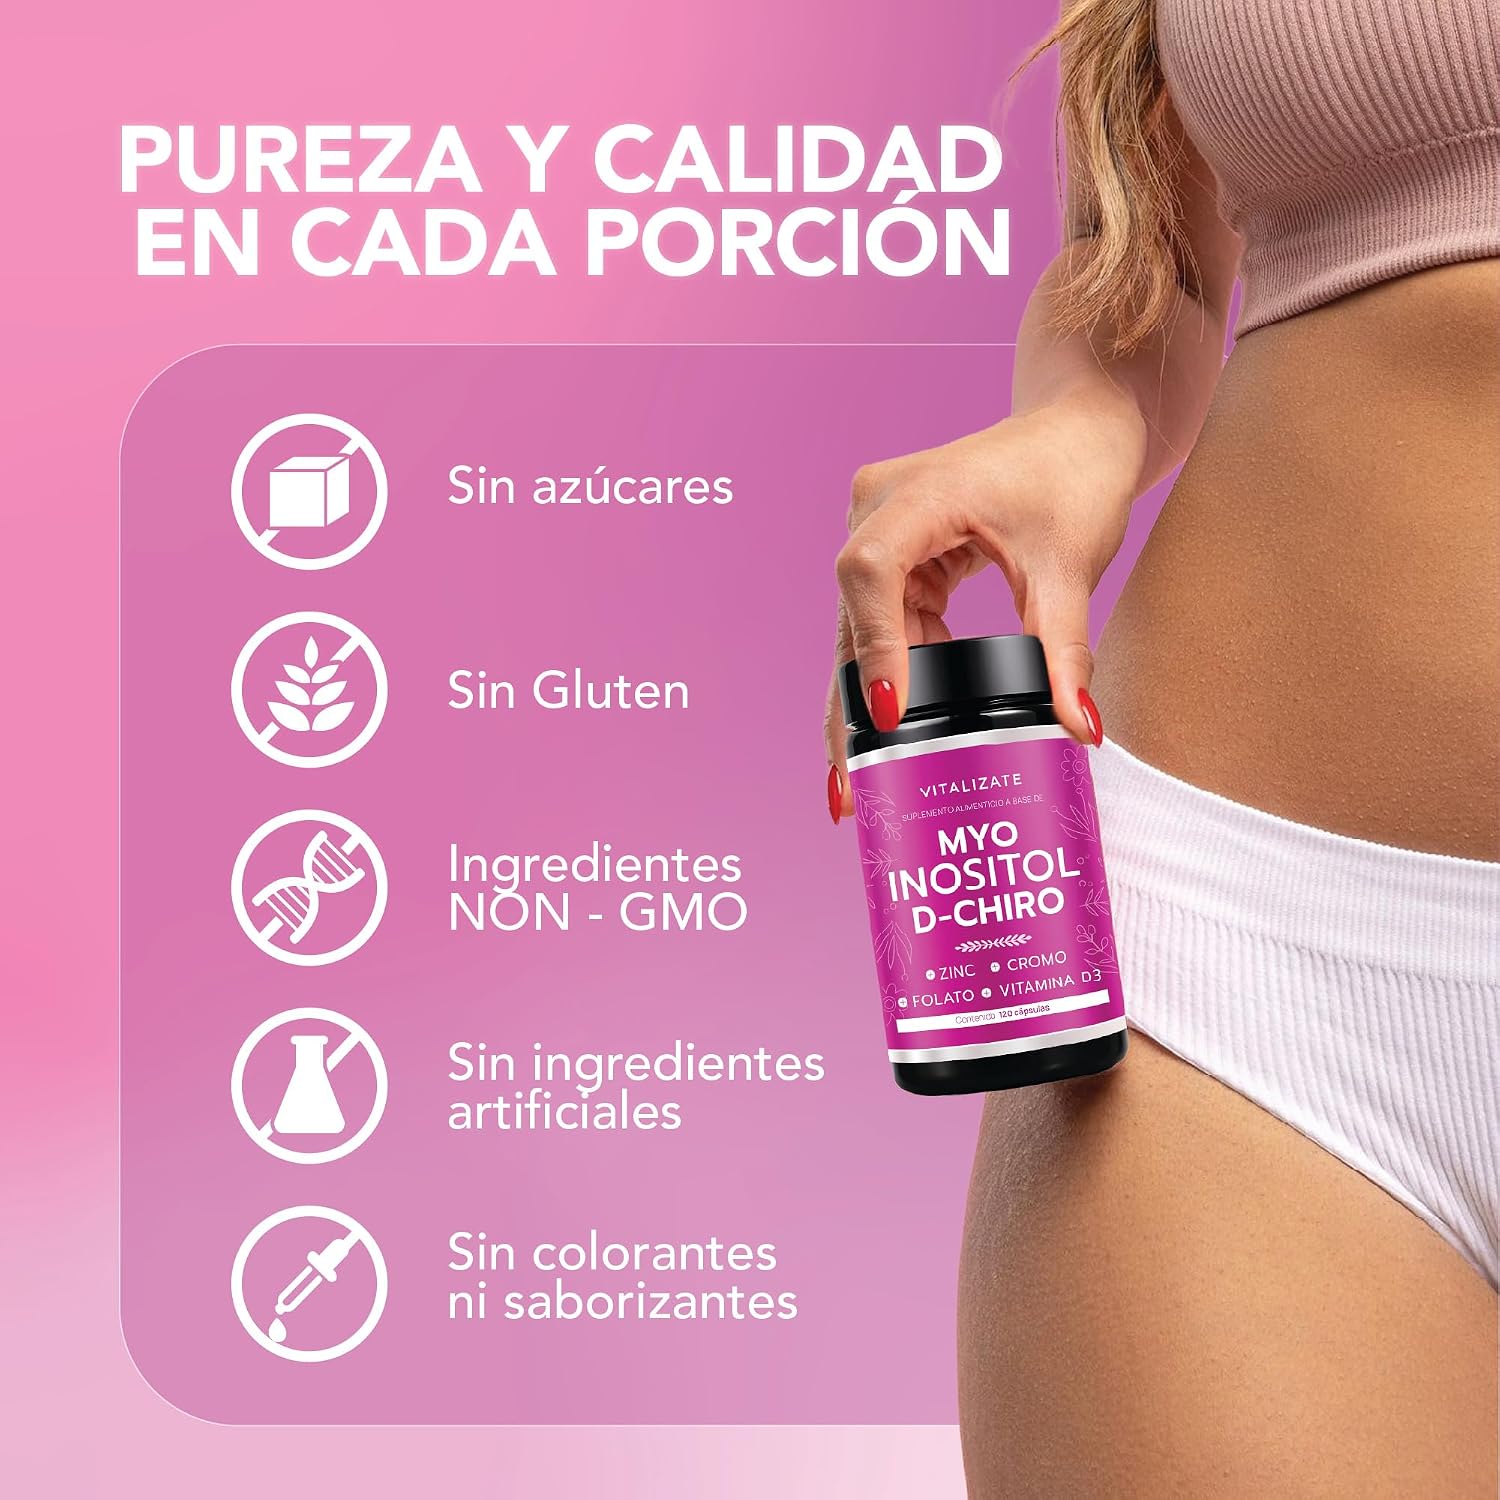 PUREZA Y CALIDAD
EN CADA PORCIÓN
Sin azúcares
Sin Gluten
Ingredientes
NON - GMO
Sin ingredientes
artificiales
Sin colorantes
ni saborizantes
VITALIZATE
SUPLEMENTO ALIMENTICIO A BASE DE
MYO
INOSITOL
D-CHIRO
+ ZINC + CROMO
+ FOLATO + VITAMINA D3
Contenido 120 cápsulas